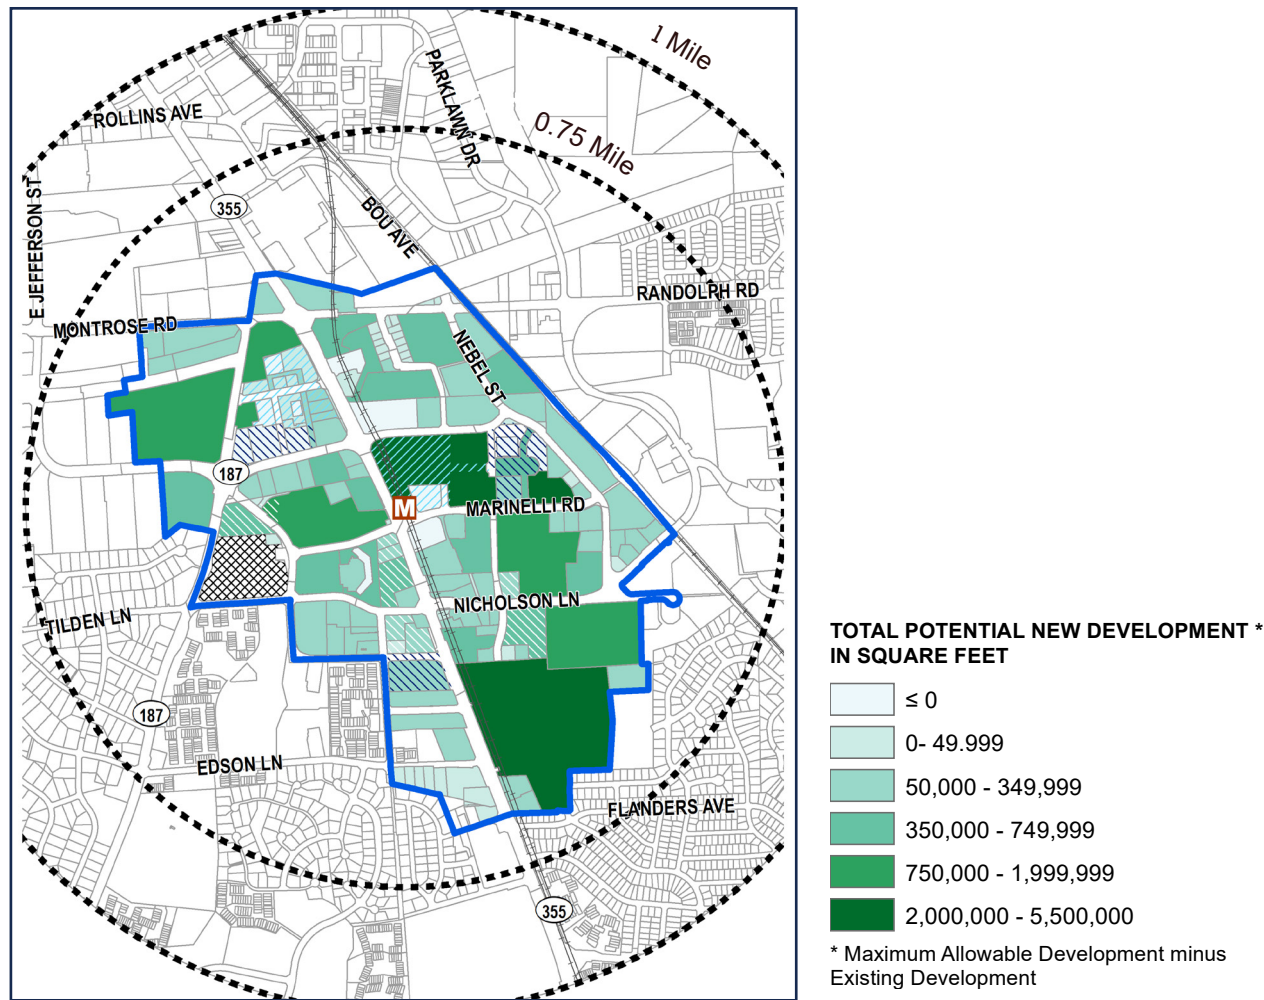 1 Mile
PARKLAWN DR
ROLLINS AVE
0.75 Mile
E JEFFERSON ST
355
BOU AVE
RANDOLPH RD
MONTROSE RD
NEBEL ST
187
M
MARINELLI RD
NICHOLSON LN
TILDEN LN
187
EDSON LN
FLANDERS AVE
355
TOTAL POTENTIAL NEW DEVELOPMENT *
IN SQUARE FEET
≤ 0
0- 49.999
50,000 - 349,999
350,000 - 749,999
750,000 - 1,999,999
2,000,000 - 5,500,000
* Maximum Allowable Development minus
Existing Development